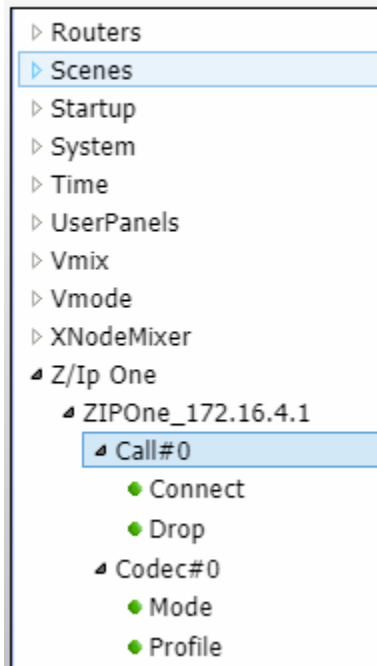 Routers
Scenes
Startup
System
Time
UserPanels
Vmix
Vmode
XNodeMixer
Z/Ip One
ZIPOne_172.16.4.1
Call#0
Connect
Drop
Codec#0
Mode
Profile